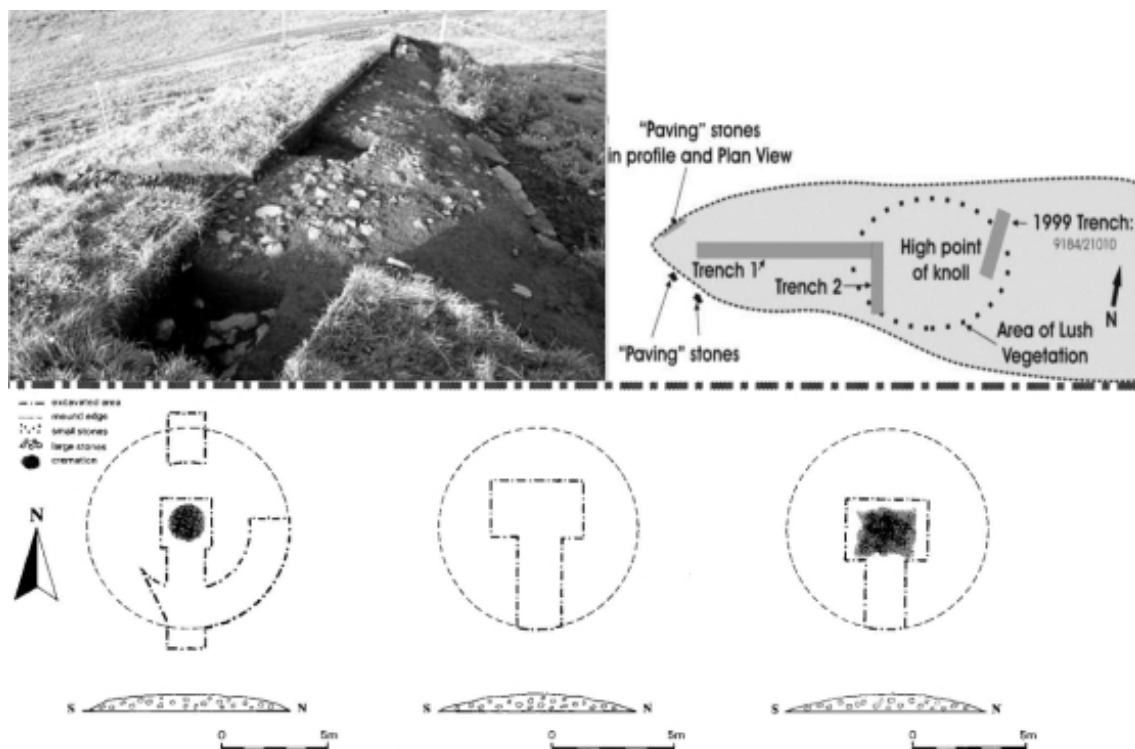 "Paving" stones
in profile and Plan View
1999 Trench:
9184/21010
High point
of knoll
Trench 1
Trench 2
N
"Paving" stones
Area of Lush
Vegetation
excavated area
mound edge
small stones
large stones
cremation
N
S N
S N
S N
0 5m
0 5m
0 5m